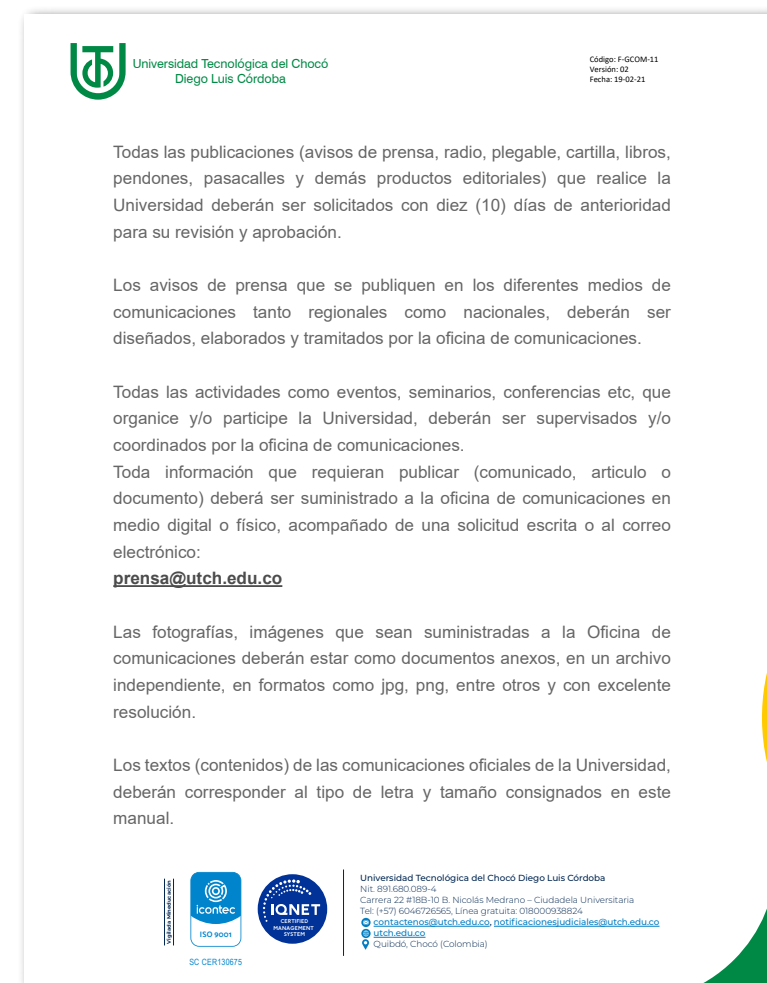 Universidad Tecnológica del Chocó
Diego Luis Córdoba
Código: F-GCOM-11
Versión: 02
Fecha: 19-02-21
Todas las publicaciones (avisos de prensa, radio, plegable, cartilla, libros,
pendones, pasacalles y demás productos editoriales) que realice la
Universidad deberán ser solicitados con diez (10) días de anterioridad
para su revisión y aprobación.
Los avisos de prensa que se publiquen en los diferentes medios de
comunicaciones tanto regionales como nacionales, deberán ser
diseñados, elaborados y tramitados por la oficina de comunicaciones.
Todas las actividades como eventos, seminarios, conferencias etc, que
organice y/o participe la Universidad, deberán ser supervisados y/o
coordinados por la oficina de comunicaciones.
Toda información que requieran publicar (comunicado, articulo o
documento) deberá ser suministrado a la oficina de comunicaciones en
medio digital o físico, acompañado de una solicitud escrita o al correo
electrónico:
prensa@utch.edu.co
Las fotografías, imágenes que sean suministradas a la Oficina de
comunicaciones deberán estar como documentos anexos, en un archivo
independiente, en formatos como jpg, png, entre otros y con excelente
resolución.
Los textos (contenidos) de las comunicaciones oficiales de la Universidad,
deberán corresponder al tipo de letra y tamaño consignados en este
manual.
Vigilada Mineducación
icontec
ISO 9001
SC CER130675
IQNET
CERTIFIED
MANAGEMENT
SYSTEM
Universidad Tecnológica del Chocó Diego Luis Córdoba
Nit. 891.680.089-4
Carrera 22 #18B-10 B. Nicolás Medrano – Ciudadela Universitaria
Tel: (+57) 6046726565, Línea gratuita: 018000938824
contactenos@utch.edu.co, notificacionesjudiciales@utch.edu.co
utch.edu.co
Quibdó, Chocó (Colombia)